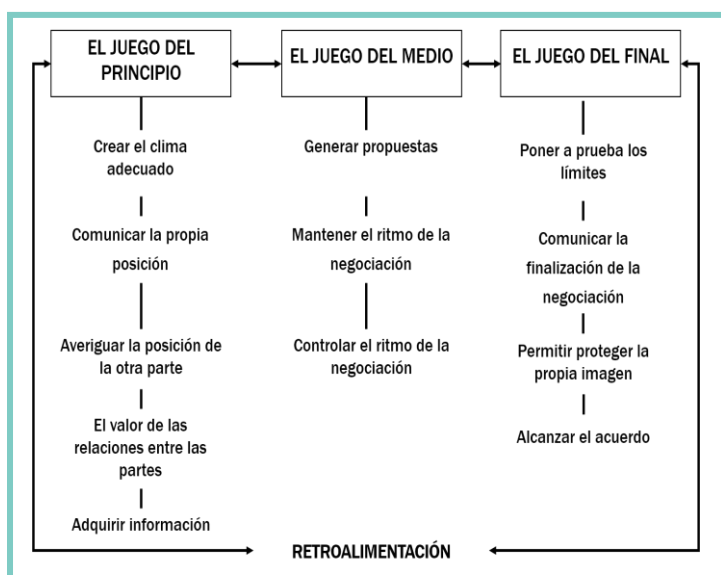 EL JUEGO DEL
PRINCIPIO
EL JUEGO DEL MEDIO
EL JUEGO DEL FINAL
Crear el clima
adecuado
Comunicar la propia
posición
Averiguar la posición de
la otra parte
El valor de las
relaciones entre las
partes
Adquirir información
Generar propuestas
Mantener el ritmo de la
negociación
Controlar el ritmo de la
negociación
Poner a prueba los
límites
Comunicar la
finalización de la
negociación
Permitir proteger la
propia imagen
Alcanzar el acuerdo
RETROALIMENTACIÓN